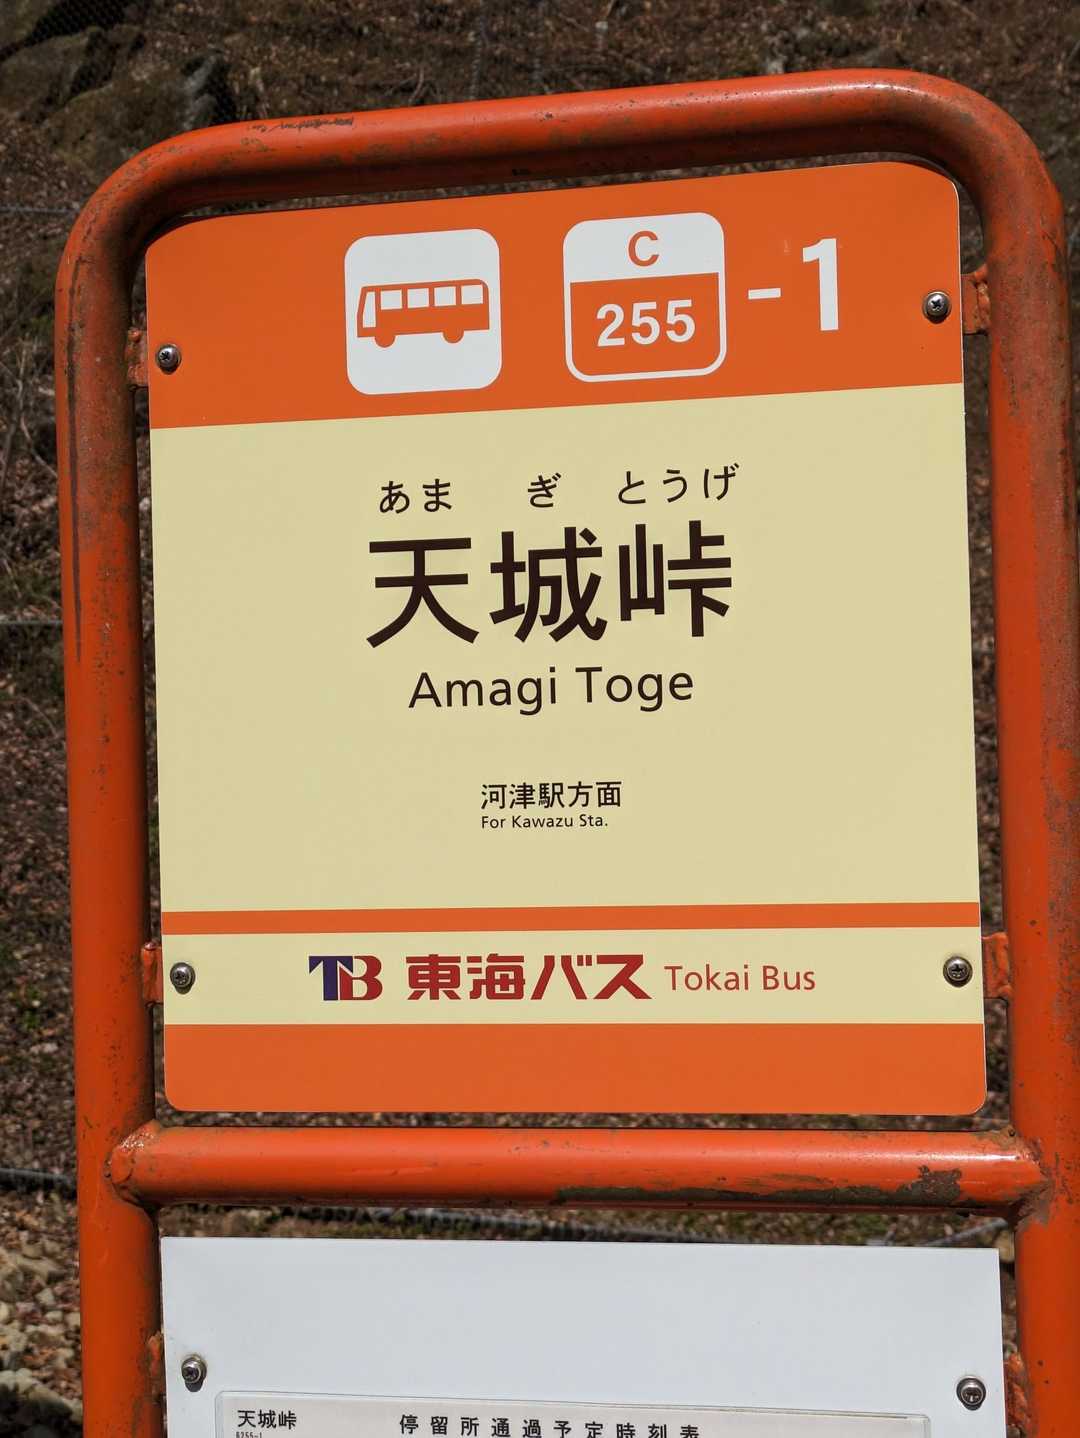 C
255 -1
あまぎとうげ
天城峠
Amagi Toge
河津駅方面
For Kawazu Sta.
TB 東海バス Tokai Bus
天城峠 停留所通過予定時刻表